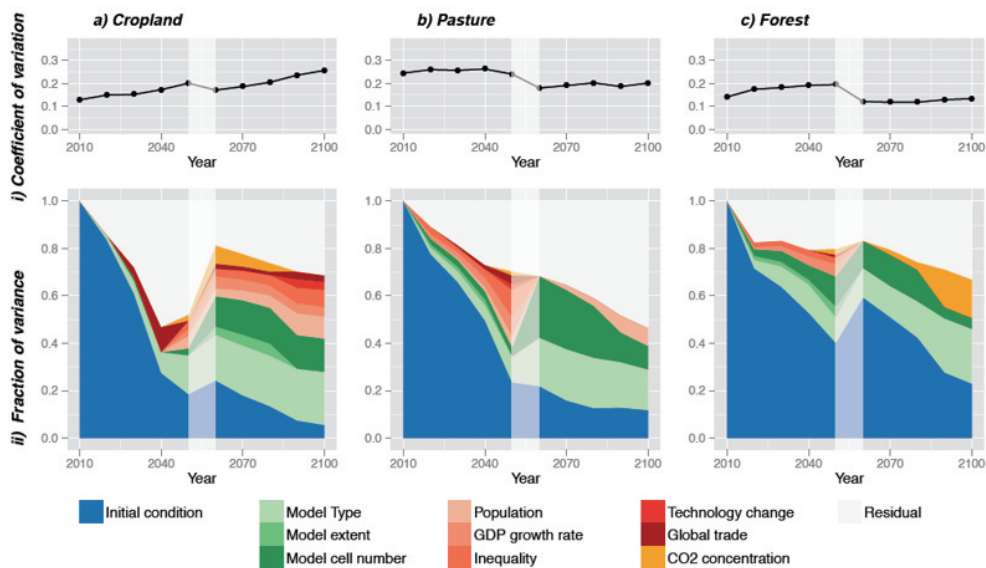 a) Cropland b) Pasture c) Forest
i) Coefficient of variation
0.3 0.3 0.3
0.2 0.2 0.2
0.1 0.1 0.1
0.0 0.0 0.0
2010 2040 2070 2100 2010 2040 2070 2100 2010 2040 2070 2100
Year Year Year
ii) Fraction of variance
1.0 1.0 1.0
0.8 0.8 0.8
0.6 0.6 0.6
0.4 0.4 0.4
0.2 0.2 0.2
0.0 0.0 0.0
2010 2040 2070 2100 2010 2040 2070 2100 2010 2040 2070 2100
Year Year Year
Initial condition Model Type Population Technology change Residual
Model extent GDP growth rate Global trade
Model cell number Inequality CO2 concentration